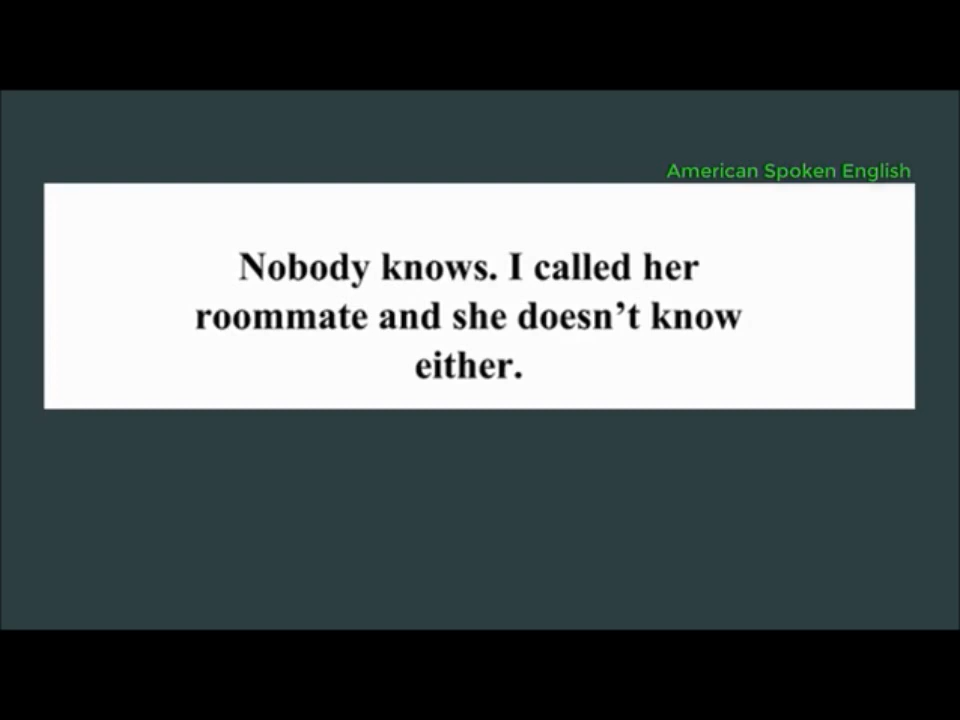 American Spoken English
Nobody knows. I called her
roommate and she doesn’t know
either.